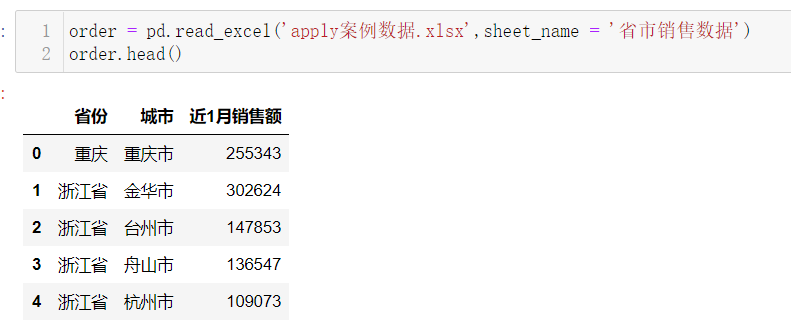 : 1 order = pd.read_excel('apply案例数据.xlsx',sheet_name = '省市销售数据')
2 order.head()
:
省份 城市 近1月销售额
0 重庆 重庆市 255343
1 浙江省 金华市 302624
2 浙江省 台州市 147853
3 浙江省 舟山市 136547
4 浙江省 杭州市 109073